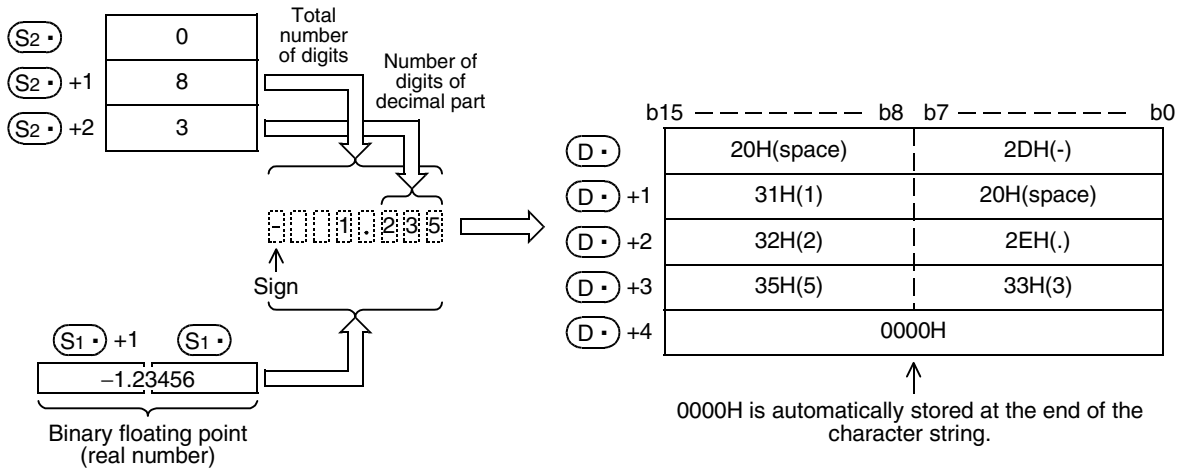 S2・ 0
S2・ +1 8
S2・ +2 3
Total
number
of digits
Number of
digits of
decimal part
- 1 . 2 3 5
Sign
S1・ +1 S1・
−1.23456
Binary floating point
(real number)
b15 b8 b7 b0
D・ 20H(space) 2DH(-)
D・ +1 31H(1) 20H(space)
D・ +2 32H(2) 2EH(.)
D・ +3 35H(5) 33H(3)
D・ +4 0000H
0000H is automatically stored at the end of the
character string.